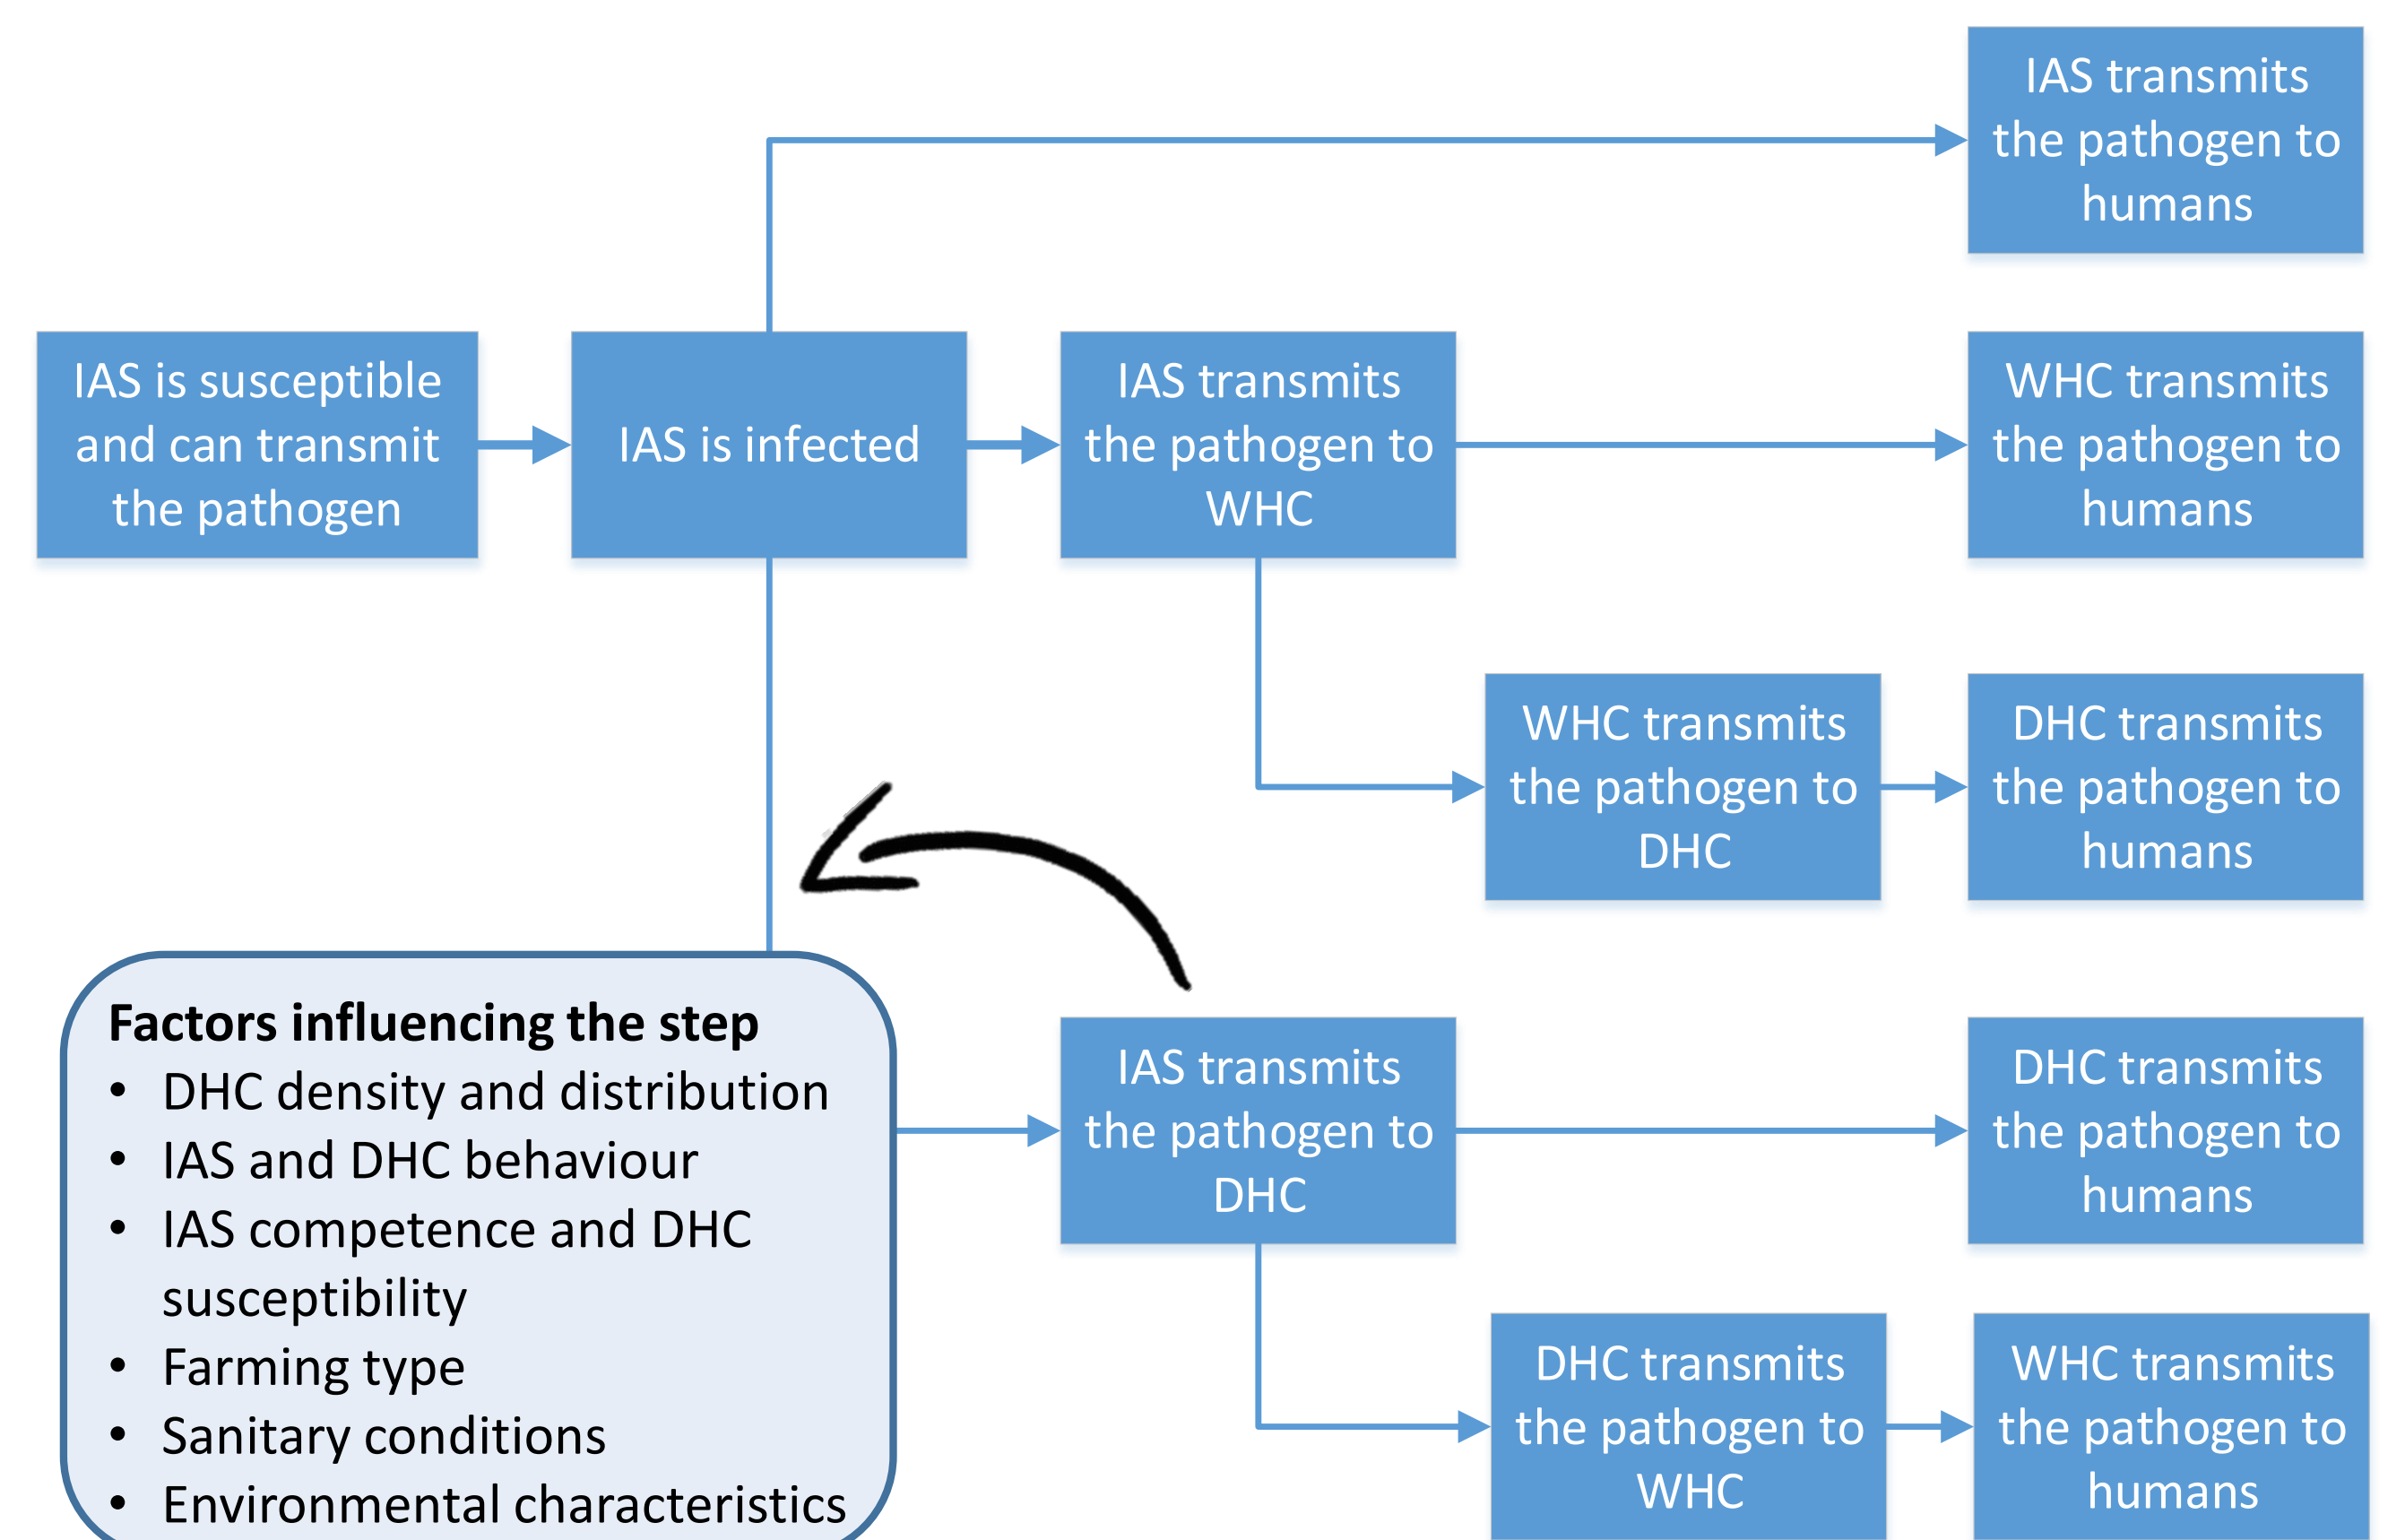 IAS transmits
the pathogen to
humans
IAS is susceptible
and can transmit
the pathogen
IAS is infected
IAS transmits
the pathogen to
WHC
WHC transmits
the pathogen to
humans
WHC transmits
the pathogen to
DHC
DHC transmits
the pathogen to
humans
Factors influencing the step
• DHC density and distribution
• IAS and DHC behaviour
• IAS competence and DHC
susceptibility
• Farming type
• Sanitary conditions
• Environmental characteristics
IAS transmits
the pathogen to
DHC
DHC transmits
the pathogen to
humans
DHC transmits
the pathogen to
WHC
WHC transmits
the pathogen to
humans